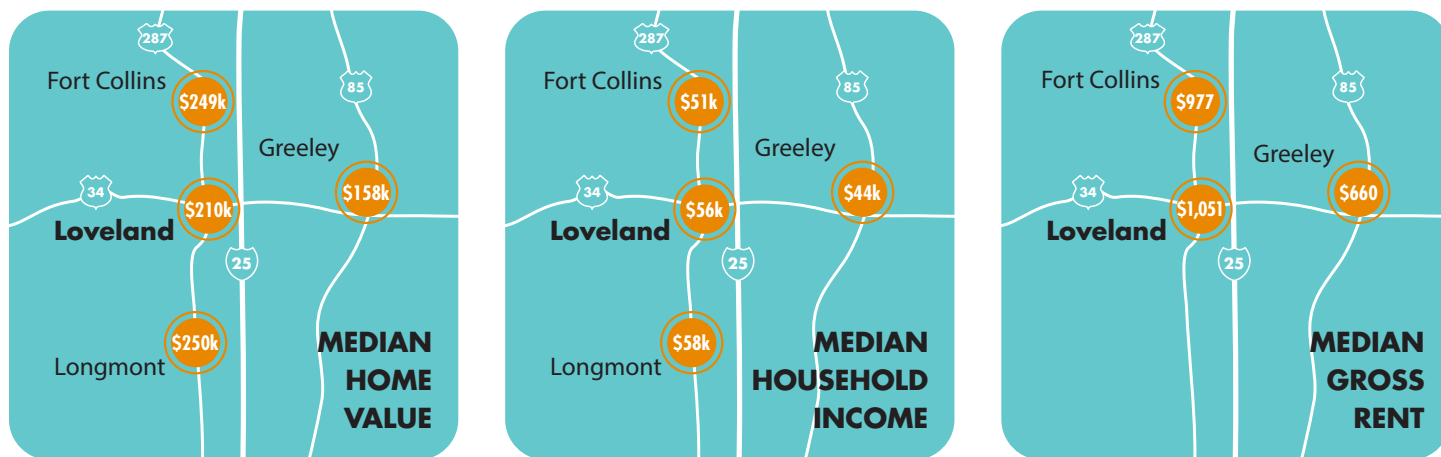 287
Fort Collins
$249k
85
Greeley
34
$158k
$210k
Loveland
25
$250k
Longmont
MEDIAN
HOME
VALUE
287
Fort Collins
$51k
85
Greeley
34
$44k
$56k
Loveland
25
$58k
Longmont
MEDIAN
HOUSEHOLD
INCOME
287
Fort Collins
$977
85
Greeley
34
$660
$1,051
Loveland
25
MEDIAN
GROSS
RENT